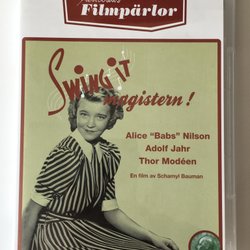 Filmpärlor
Swing it
magistern!
Alice "Babs" Nilson
Adolf Jahr
Thor Modéen
En film av Schamyl Bauman